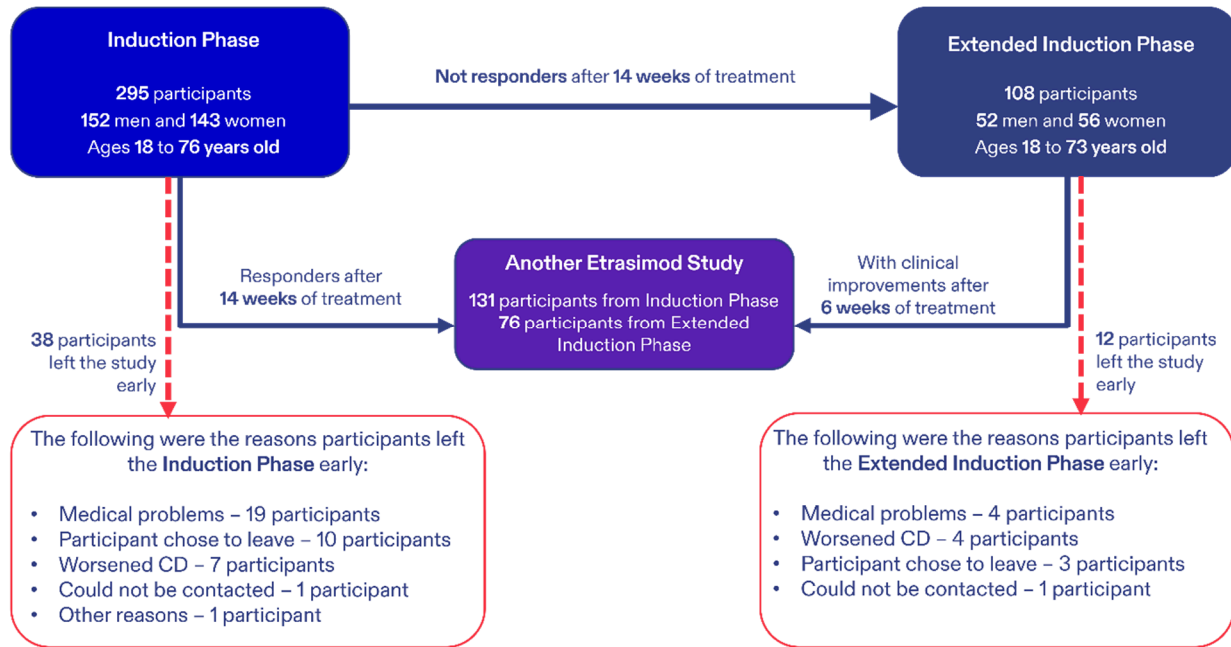 Induction Phase
295 participants
152 men and 143 women
Ages 18 to 76 years old
Not responders after 14 weeks of treatment
Extended Induction Phase
108 participants
52 men and 56 women
Ages 18 to 73 years old
Responders after
14 weeks of treatment
Another Etrasimod Study
131 participants from Induction Phase
76 participants from Extended
Induction Phase
With clinical
improvements after
6 weeks of treatment
38 participants
left the study
early
12 participants
left the study
early
The following were the reasons participants left
the Induction Phase early:
• Medical problems – 19 participants
• Participant chose to leave – 10 participants
• Worsened CD – 7 participants
• Could not be contacted – 1 participant
• Other reasons – 1 participant
The following were the reasons participants left
the Extended Induction Phase early:
• Medical problems – 4 participants
• Worsened CD – 4 participants
• Participant chose to leave – 3 participants
• Could not be contacted – 1 participant